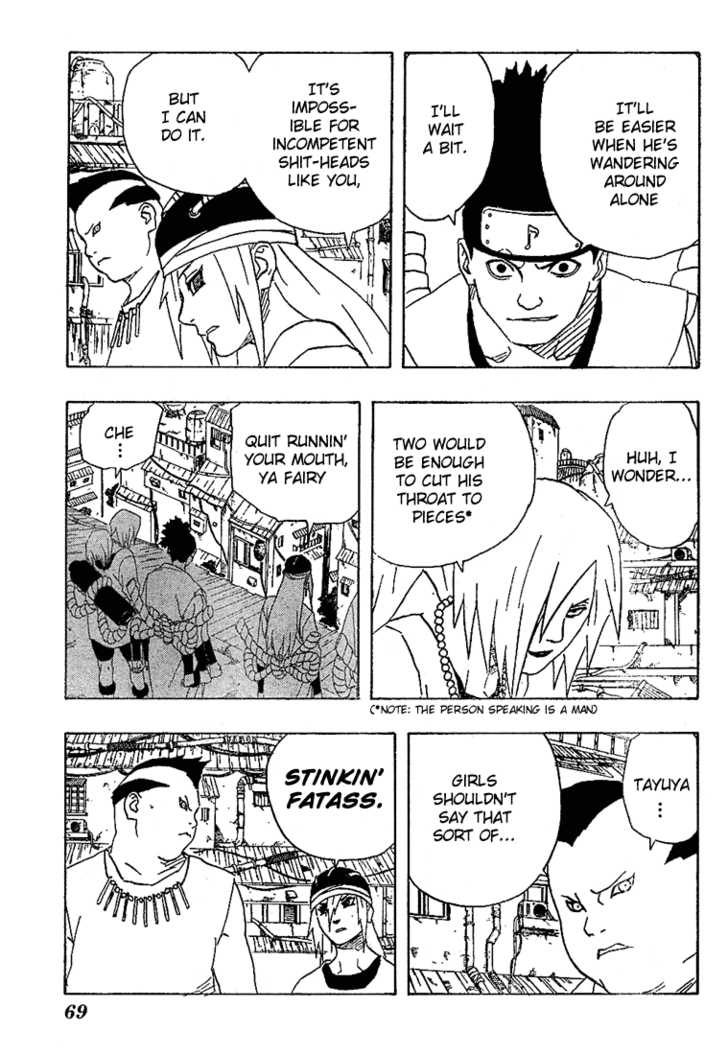 IT'LL
BE EASIER
WHEN HE'S
WANDERING
AROUND
ALONE
I'LL
WAIT
A BIT.
IT'S
IMPOSS-
IBLE FOR
INCOMPETENT
SHIT-HEADS
LIKE YOU,
BUT
I CAN
DO IT.
HUH, I
WONDER...
TWO WOULD
BE ENOUGH
TO CUT HIS
THROAT TO
PIECES*
(*NOTE: THE PERSON SPEAKING IS A MAN)
QUIT RUNNIN'
YOUR MOUTH,
YA FAIRY
CHE
...
TAYUYA
...
GIRLS
SHOULDN'T
SAY THAT
SORT OF...
STINKIN'
FATASS.
69